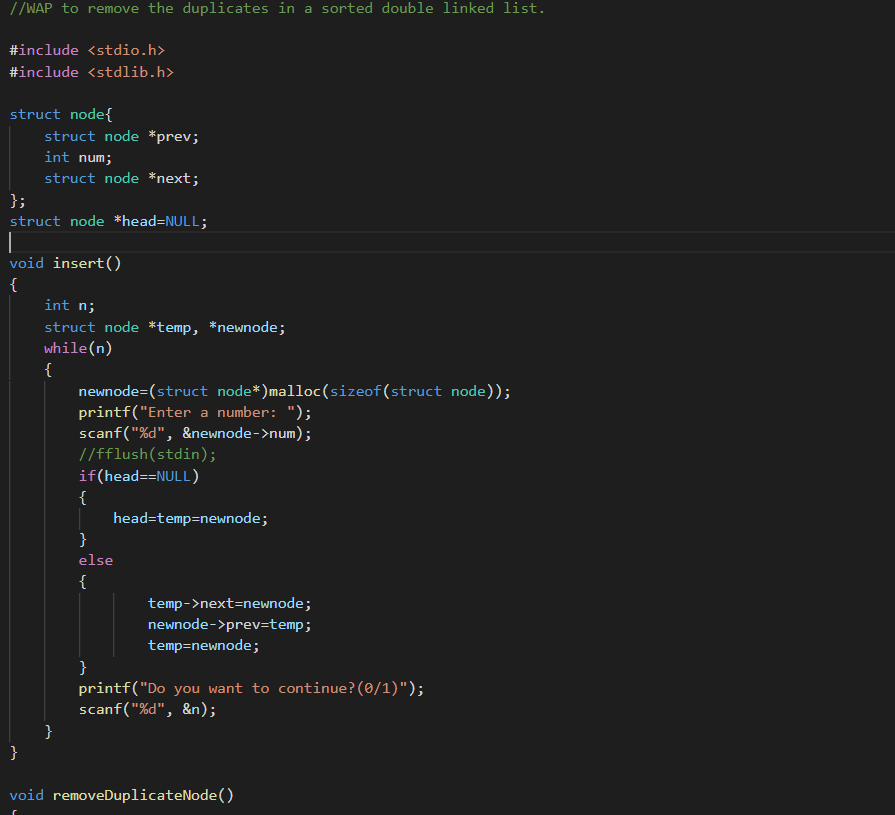 //WAP to remove the duplicates in a sorted double linked list.

#include <stdio.h>
#include <stdlib.h>

struct node{
    struct node *prev;
    int num;
    struct node *next;
};
struct node *head=NULL;

void insert()
{
    int n;
    struct node *temp, *newnode;
    while(n)
    {
        newnode=(struct node*)malloc(sizeof(struct node));
        printf("Enter a number: ");
        scanf("%d", &newnode->num);
        //fflush(stdin);
        if(head==NULL)
        {
            head=temp=newnode;
        }
        else
        {
                temp->next=newnode;
                newnode->prev=temp;
                temp=newnode;
        }
        printf("Do you want to continue?(0/1)");
        scanf("%d", &n);
    }
}

void removeDuplicateNode()
{